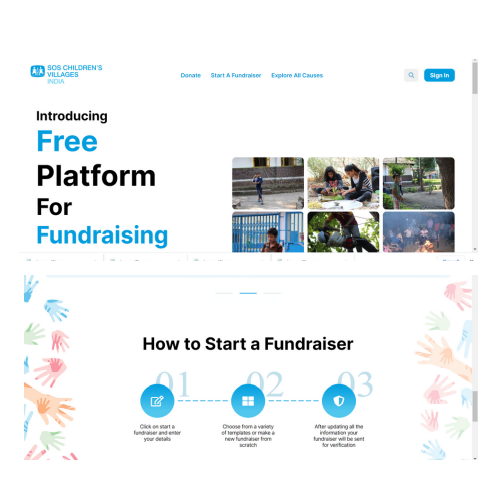 SOS CHILDREN'S
VILLAGES
INDIA
Donate Start A Fundraiser Explore All Causes
Sign In
Introducing
Free
Platform
For
Fundraising
How to Start a Fundraiser
01 02 03
Click on start a
fundraiser and enter
your details
Choose from a variety
of templates or make a
new fundraiser from
scratch
After updating all the
information your
fundraiser will be sent
for verification